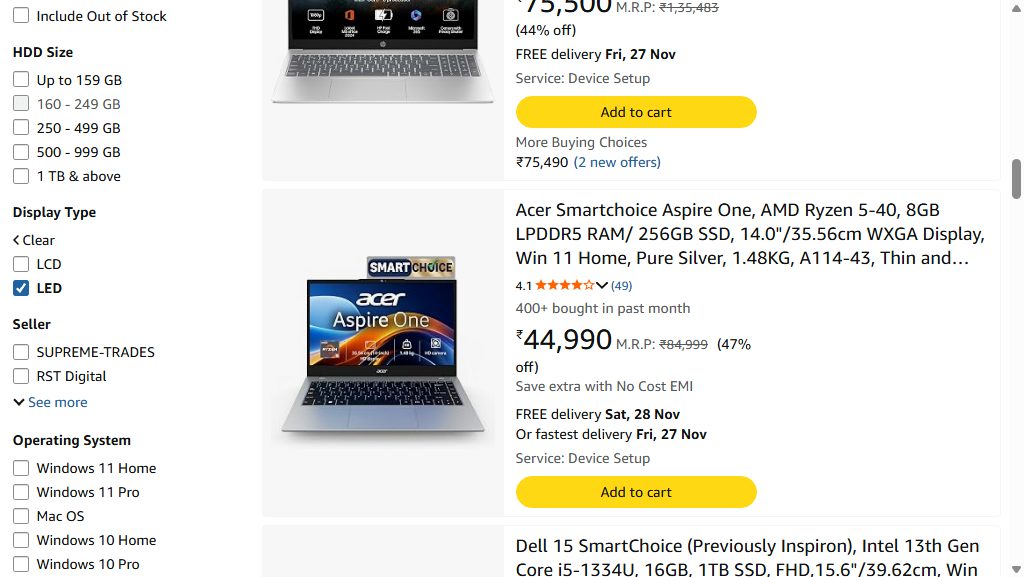 Include Out of Stock
HDD Size
Up to 159 GB
160 - 249 GB
250 - 499 GB
500 - 999 GB
1 TB & above
Display Type
Clear
LCD
LED
Seller
SUPREME-TRADES
RST Digital
See more
Operating System
Windows 11 Home
Windows 11 Pro
Mac OS
Windows 10 Home
Windows 10 Pro
₹75,500 M.R.P: ₹1,35,483
(44% off)
FREE delivery Fri, 27 Nov
Service: Device Setup
Add to cart
More Buying Choices
₹75,490 (2 new offers)
SMARTCHOICE
acer
Aspire One
RYZEN
HD camera
acer
Acer Smartchoice Aspire One, AMD Ryzen 5-40, 8GB
LPDDR5 RAM/ 256GB SSD, 14.0"/35.56cm WXGA Display,
Win 11 Home, Pure Silver, 1.48KG, A114-43, Thin and…
4.1 (49)
400+ bought in past month
₹44,990 M.R.P: ₹84,999 (47%
off)
Save extra with No Cost EMI
FREE delivery Sat, 28 Nov
Or fastest delivery Fri, 27 Nov
Service: Device Setup
Add to cart
Dell 15 SmartChoice (Previously Inspiron), Intel 13th Gen
Core i5-1334U, 16GB, 1TB SSD, FHD,15.6"/39.62cm, Win